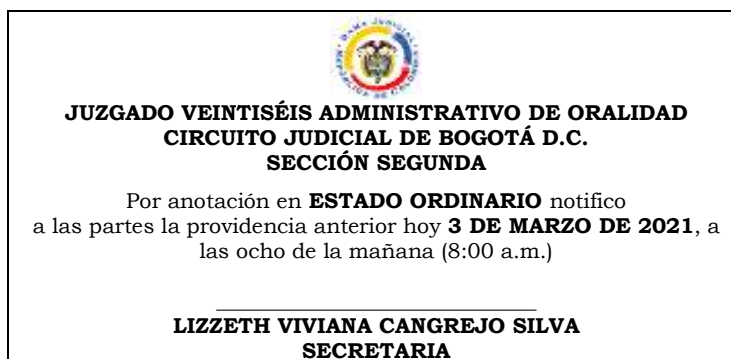 JUZGADO VEINTISÉIS ADMINISTRATIVO DE ORALIDAD
CIRCUITO JUDICIAL DE BOGOTÁ D.C.
SECCIÓN SEGUNDA
Por anotación en ESTADO ORDINARIO notifico
a las partes la providencia anterior hoy 3 DE MARZO DE 2021, a
las ocho de la mañana (8:00 a.m.)
LIZZETH VIVIANA CANGREJO SILVA
SECRETARIA